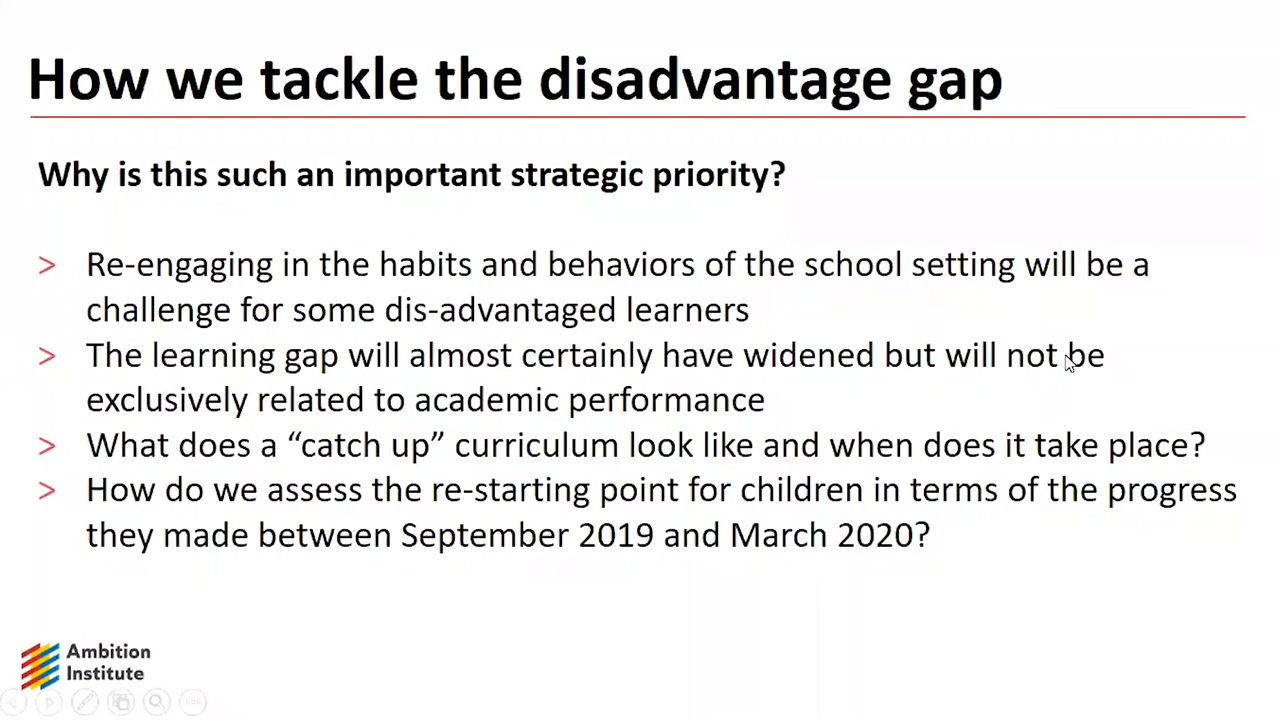 How we tackle the disadvantage gap
Why is this such an important strategic priority?
> Re-engaging in the habits and behaviors of the school setting will be a
challenge for some dis-advantaged learners
> The learning gap will almost certainly have widened but will not be
exclusively related to academic performance
> What does a “catch up” curriculum look like and when does it take place?
> How do we assess the re-starting point for children in terms of the progress
they made between September 2019 and March 2020?
Ambition
Institute